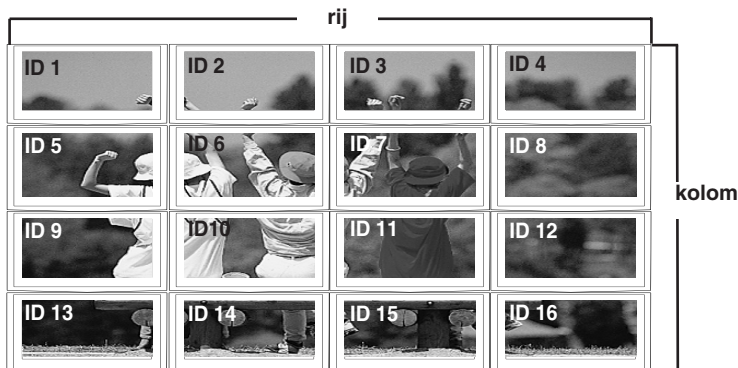 rij
ID 1 ID 2 ID 3 ID 4
ID 5 ID 6 ID 7 ID 8
kolom
ID 9 ID10 ID 11 ID 12
ID 13 ID 14 ID 15 ID 16